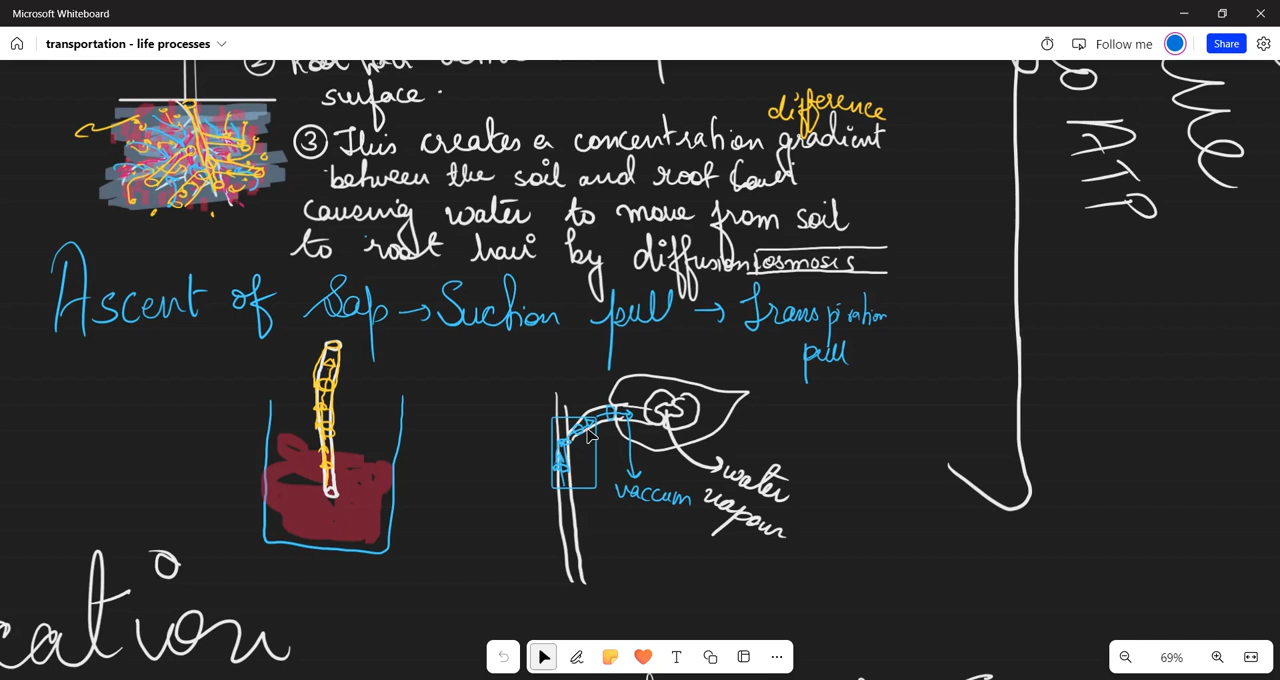 Microsoft Whiteboard
transportation - life processes
Follow me
Share
②
surface.
difference
③ This creates a concentration gradient
between the soil and root
causing water to move from soil
to root hair by diffusion osmosis
Ascent of Sap → Suction pull → Transpiration
pull
vaccum
water
vapour
ATP
cation
69%